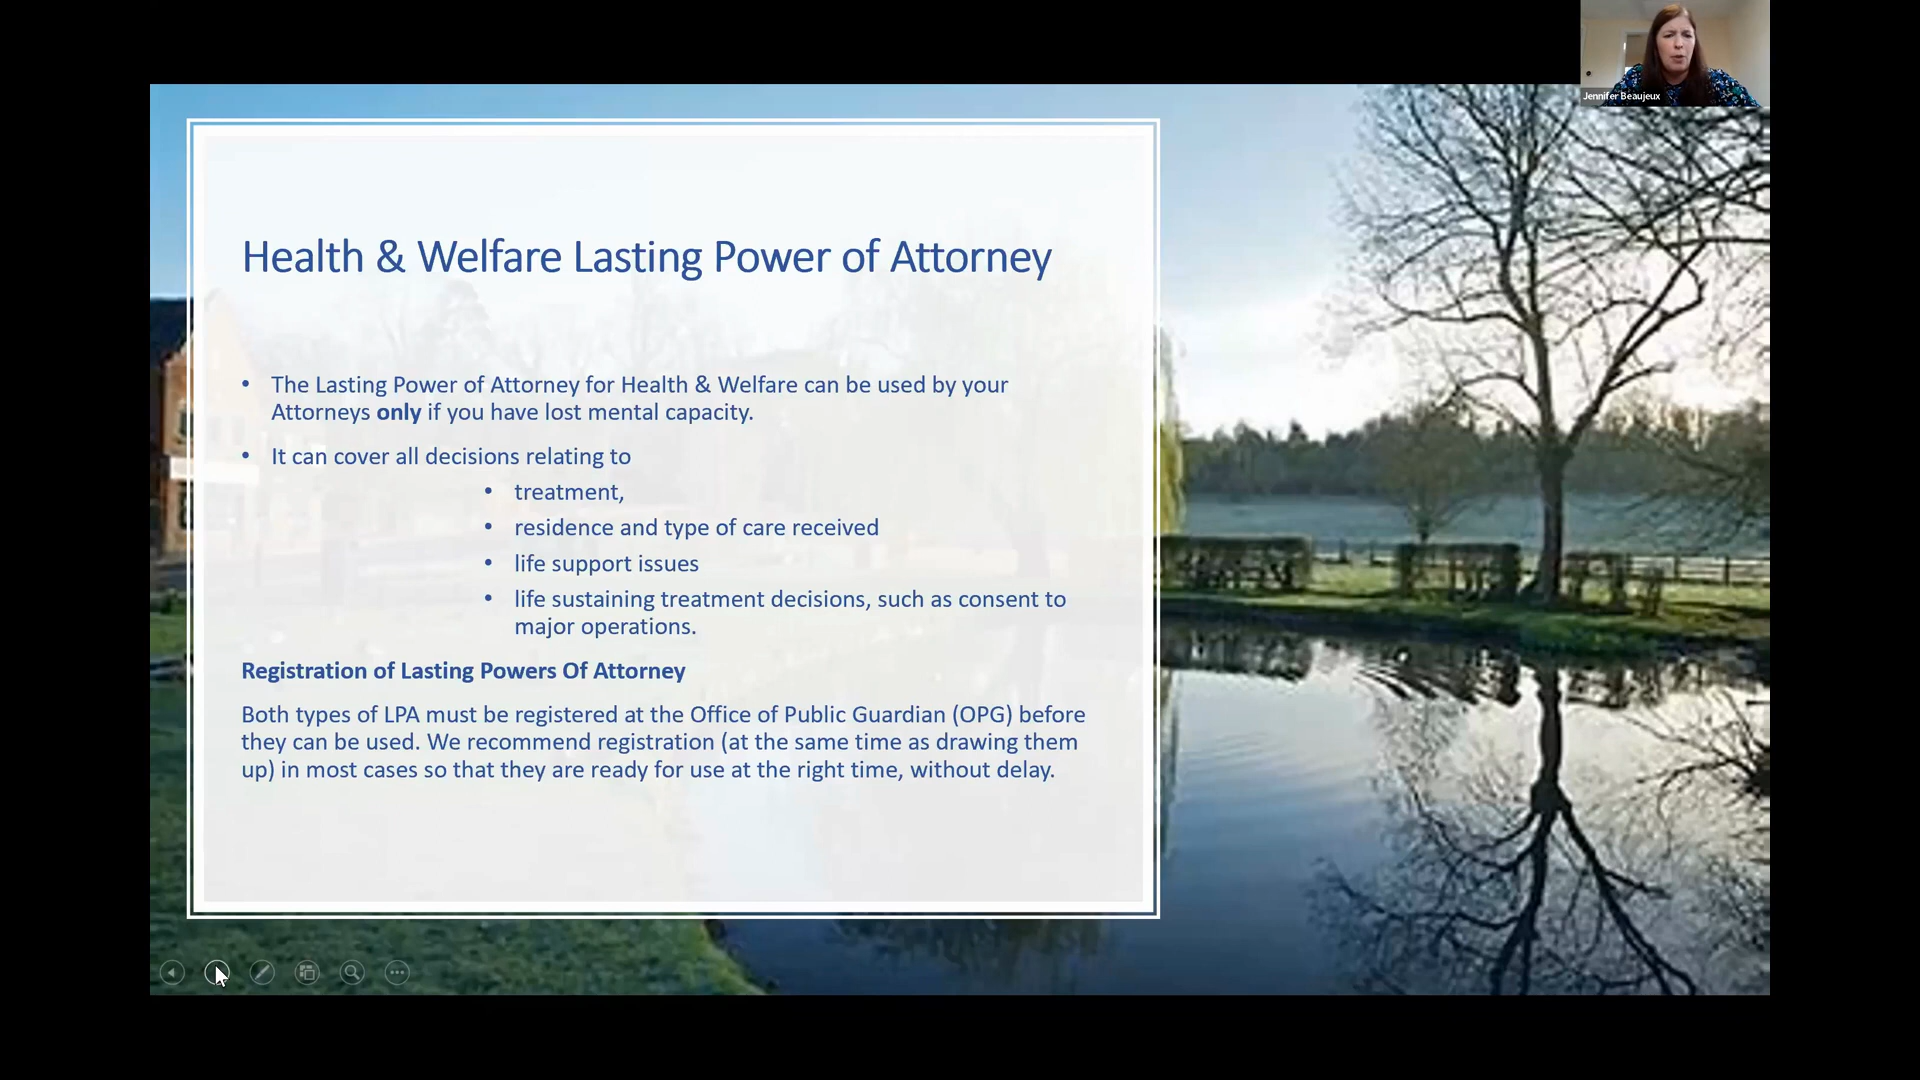 Jennifer Beaujeux
Health & Welfare Lasting Power of Attorney
• The Lasting Power of Attorney for Health & Welfare can be used by your
Attorneys only if you have lost mental capacity.
• It can cover all decisions relating to
• treatment,
• residence and type of care received
• life support issues
• life sustaining treatment decisions, such as consent to
major operations.
Registration of Lasting Powers Of Attorney
Both types of LPA must be registered at the Office of Public Guardian (OPG) before
they can be used. We recommend registration (at the same time as drawing them
up) in most cases so that they are ready for use at the right time, without delay.